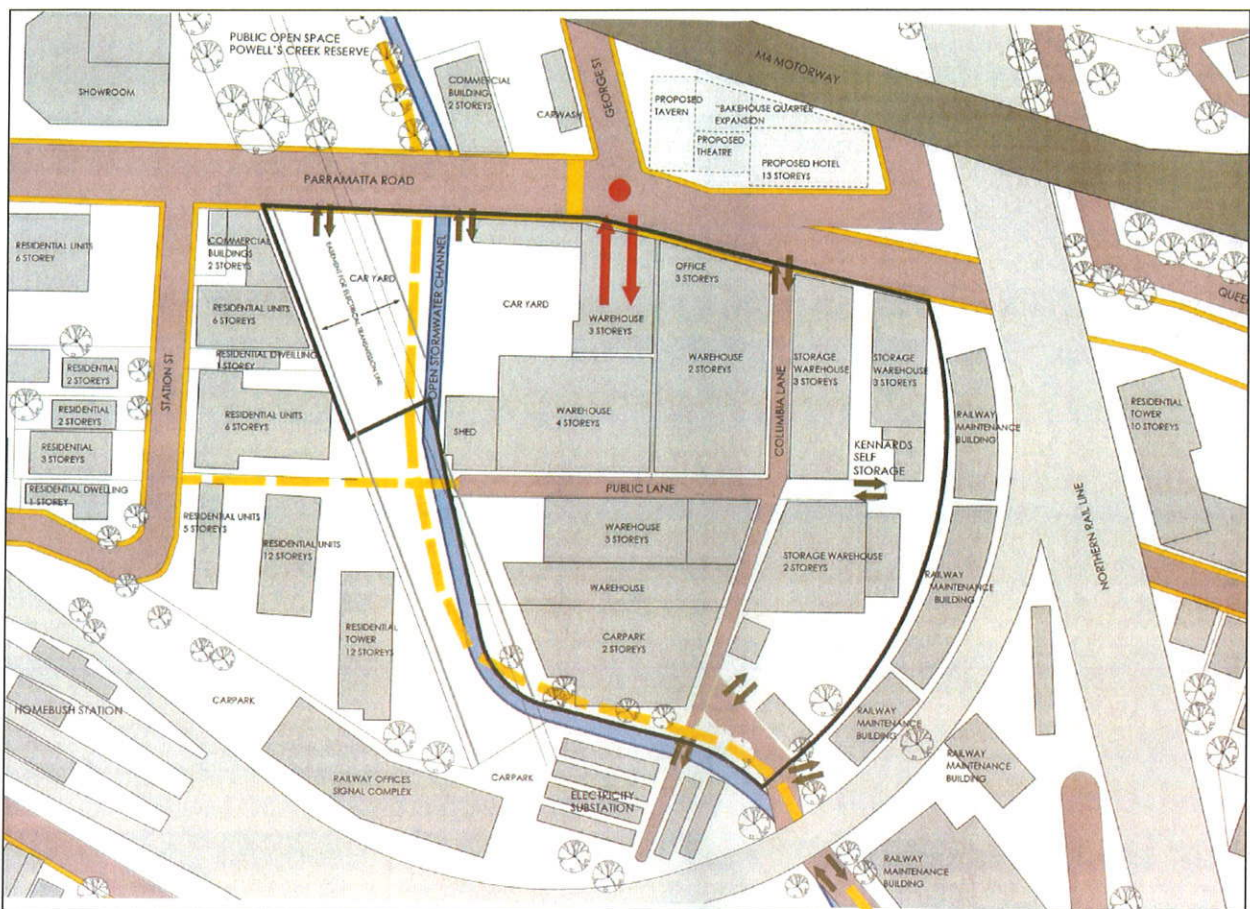 PUBLIC OPEN SPACE
POWELL'S CREEK RESERVE
SHOWROOM
COMMERCIAL
BUILDING
2 STOREYS
CARWASH
GEORGE ST
M4 MOTORWAY
PROPOSED
TAVERN
"BAKEHOUSE QUARTER
EXPANSION
PROPOSED
THEATRE
PROPOSED HOTEL
13 STOREYS
PARRAMATTA ROAD
RESIDENTIAL UNITS
6 STOREY
COMMERCIAL
BUILDINGS
2 STOREYS
CAR YARD
EASEMENT FOR ELECTRICAL TRANSMISSION LINE
OPEN STORMWATER CHANNEL
CAR YARD
WAREHOUSE
3 STOREYS
OFFICE
3 STOREYS
QUEE
RESIDENTIAL UNITS
6 STOREYS
RESIDENTIAL DWELLING
1 STOREY
STATION ST
RESIDENTIAL
2 STOREYS
RESIDENTIAL
2 STOREYS
RESIDENTIAL
3 STOREYS
RESIDENTIAL DWELLING
1 STOREY
RESIDENTIAL UNITS
6 STOREYS
SHED
WAREHOUSE
4 STOREYS
WAREHOUSE
2 STOREYS
COLUMBIA LANE
STORAGE
WAREHOUSE
3 STOREYS
STORAGE
WAREHOUSE
3 STOREYS
RAILWAY
MAINTENANCE
BUILDING
RESIDENTIAL
TOWER
10 STOREYS
KENNARDS
SELF
STORAGE
PUBLIC LANE
RESIDENTIAL UNITS
5 STOREYS
RESIDENTIAL UNITS
12 STOREYS
WAREHOUSE
3 STOREYS
STORAGE WAREHOUSE
2 STOREYS
NORTHERN RAIL LINE
WAREHOUSE
RAILWAY
MAINTENANCE
BUILDING
RESIDENTIAL
TOWER
12 STOREYS
CARPARK
2 STOREYS
CARPARK
HOMEBUSH STATION
RAILWAY
MAINTENANCE
BUILDING
RAILWAY
MAINTENANCE
BUILDING
RAILWAY OFFICES
SIGNAL COMPLEX
CARPARK
ELECTRICITY
SUBSTATION
RAILWAY
MAINTENANCE
BUILDING